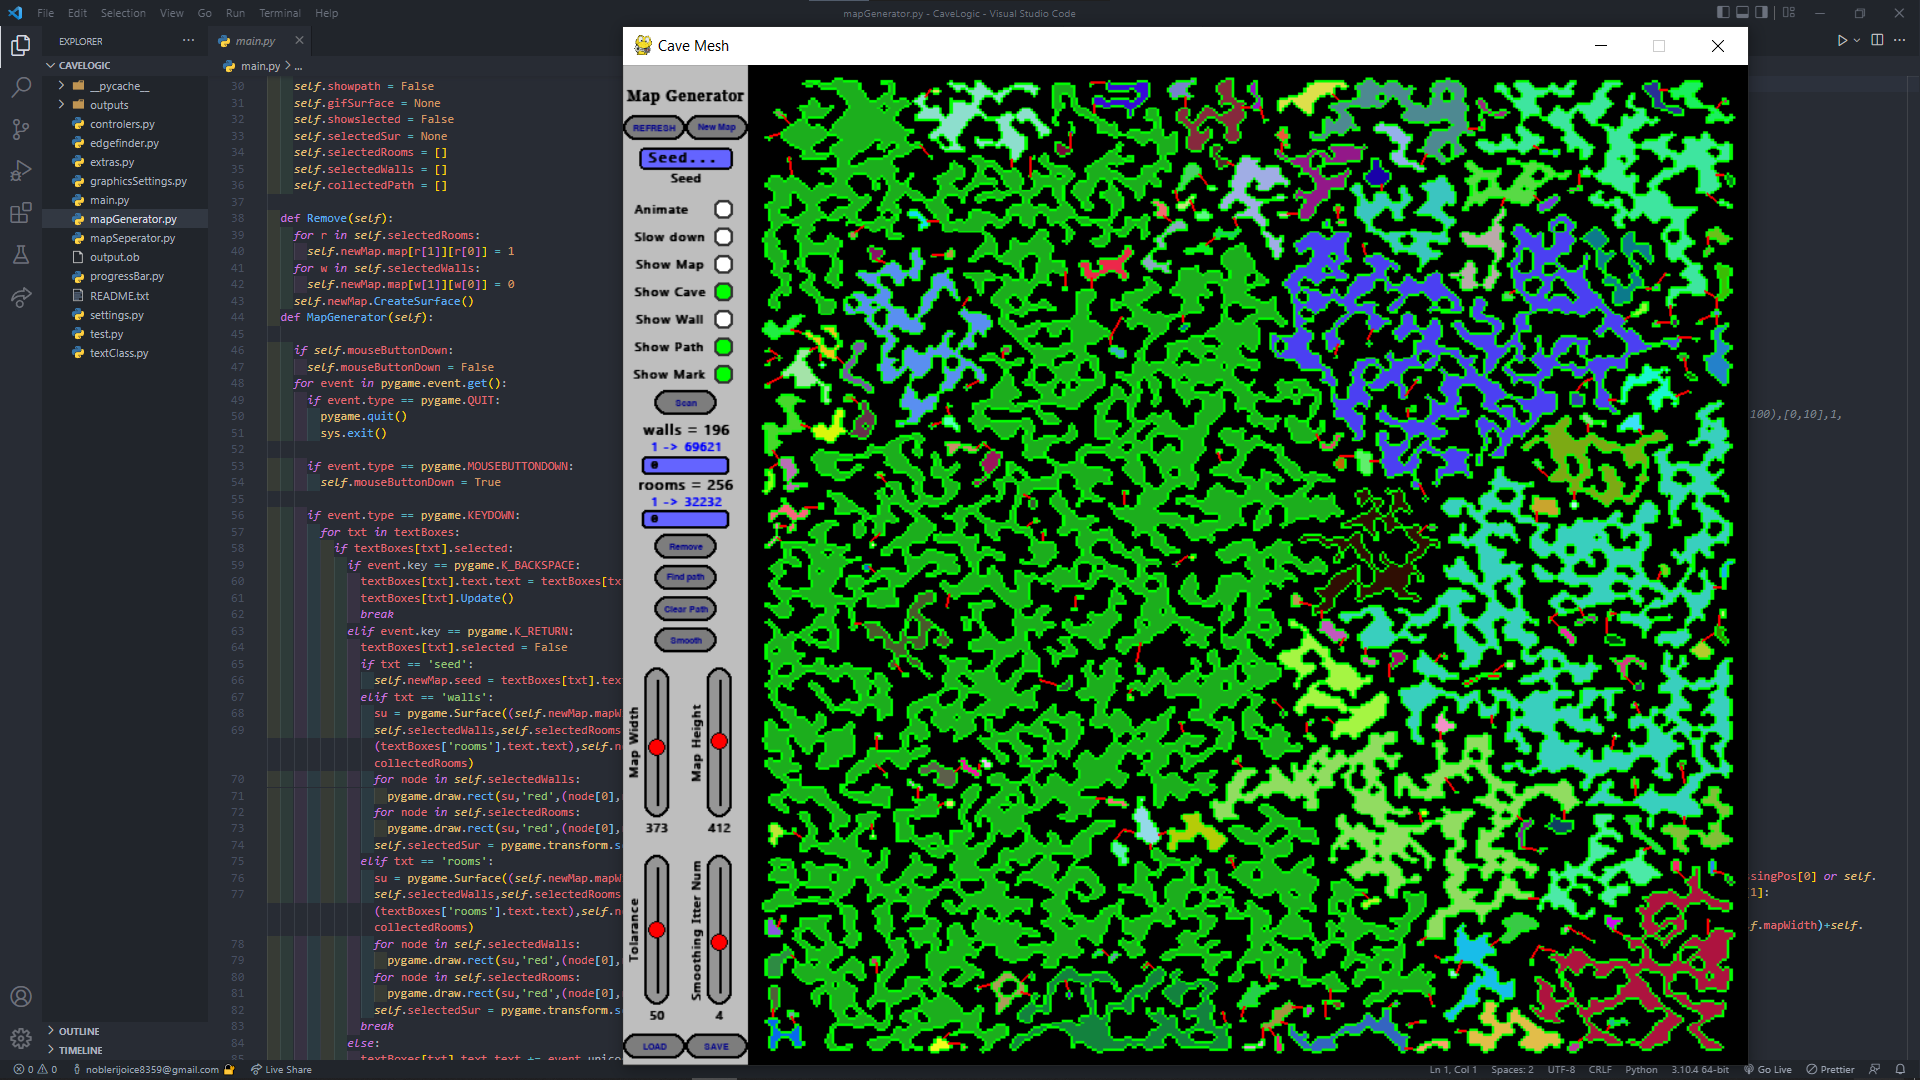 File Edit Selection View Go Run Terminal Help
mapGenerator.py - CaveLogic - Visual Studio Code
EXPLORER
CAVELOGIC
__pycache__
outputs
controlers.py
edgefinder.py
extras.py
graphicsSettings.py
main.py
mapGenerator.py
mapSeperator.py
output.ob
progressBar.py
README.txt
settings.py
test.py
textClass.py
OUTLINE
TIMELINE
main.py
main.py > ...
30 self.showpath = False
31 self.gifSurface = None
32 self.showselected = False
33 self.selectedSur = None
34 self.selectedRooms = []
35 self.selectedWalls = []
36 self.collectedPath = []
37
38 def Remove(self):
39 for r in self.selectedRooms:
40 self.newMap.map[r[1]][r[0]] = 1
41 for w in self.selectedWalls:
42 self.newMap.map[w[1]][w[0]] = 0
43 self.newMap.CreateSurface()
44 def MapGenerator(self):
45
46 if self.mouseButtonDown:
47 self.mouseButtonDown = False
48 for event in pygame.event.get():
49 if event.type == pygame.QUIT:
50 pygame.quit()
51 sys.exit()
52
53 if event.type == pygame.MOUSEBUTTONDOWN:
54 self.mouseButtonDown = True
55
56 if event.type == pygame.KEYDOWN:
57 for txt in textBoxes:
58 if textBoxes[txt].selected:
59 if event.key == pygame.K_BACKSPACE:
60 textBoxes[txt].text.text = textBoxes[tx
61 textBoxes[txt].Update()
62 break
63 elif event.key == pygame.K_RETURN:
64 textBoxes[txt].selected = False
65 if txt == 'seed':
66 self.newMap.seed = textBoxes[txt].tex
67 elif txt == 'walls':
68 su = pygame.Surface((self.newMap.mapW
69 self.selectedWalls,self.selectedRooms
(textBoxes['rooms'].text.text),self.n
collectedRooms)
70 for node in self.selectedWalls:
71 pygame.draw.rect(su,'red',(node[0],
72 for node in self.selectedRooms:
73 pygame.draw.rect(su,'red',(node[0],
74 self.selectedSur = pygame.transform.s
75 elif txt == 'rooms':
76 su = pygame.Surface((self.newMap.mapW
77 self.selectedWalls,self.selectedRooms
(textBoxes['rooms'].text.text),self.n
collectedRooms)
78 for node in self.selectedWalls:
79 pygame.draw.rect(su,'red',(node[0],
80 for node in self.selectedRooms:
81 pygame.draw.rect(su,'red',(node[0],
82 self.selectedSur = pygame.transform.s
83 break
84 else:
Cave Mesh
Map Generator
REFRESH New Map
Seed...
Seed
Animate
Slow down
Show Map
Show Cave
Show Wall
Show Path
Show Mark
Scan
walls = 196
1 -> 69621
0
rooms = 256
1 -> 32232
0
Remove
Find path
Clear Path
Smooth
Map Width
Map Height
373 412
Tolarance
Smoothing Itter Num
50 4
LOAD SAVE
100),[0,10],1,
ssingPos[0] or self.
1]:
f.mapWidth)+self.
0 0 noblerijoice8359@gmail.com Live Share
Ln 1, Col 1 Spaces: 2 UTF-8 CRLF Python 3.10.4 64-bit Go Live Prettier